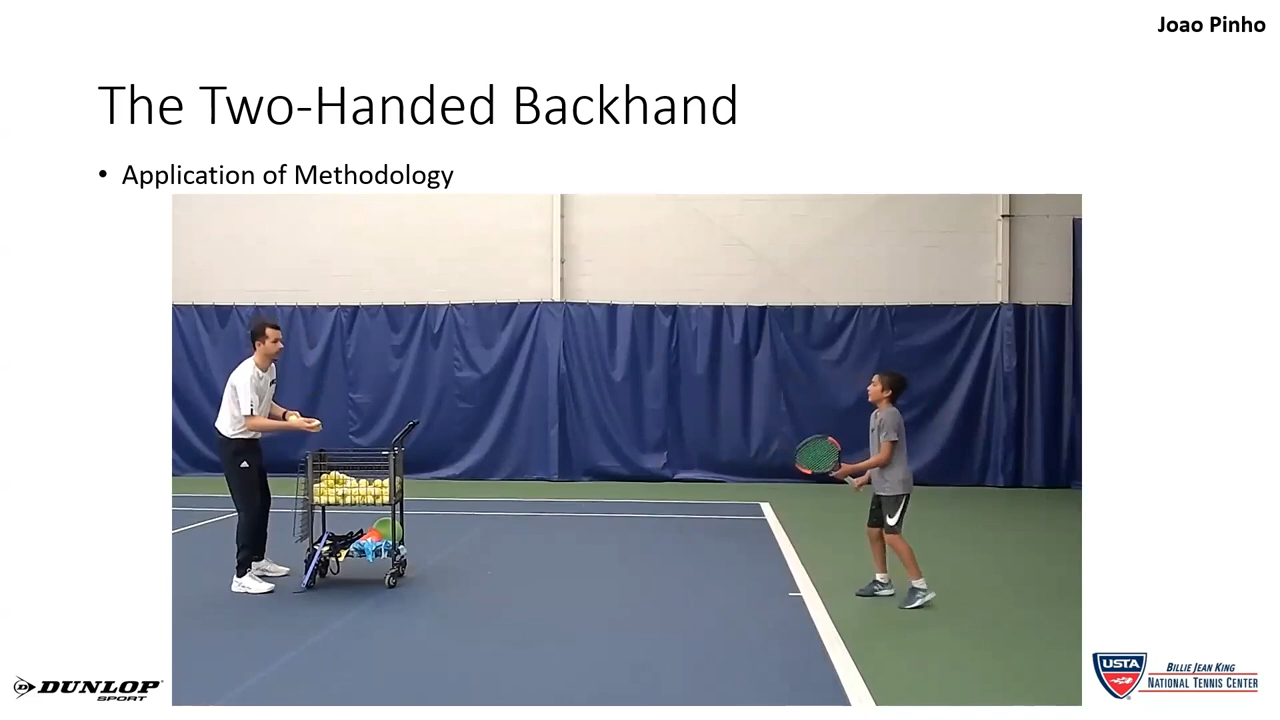 Joao Pinho
The Two-Handed Backhand
• Application of Methodology
DUNLOP
SPORT
USTA
BILLIE JEAN KING
NATIONAL TENNIS CENTER